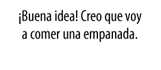 ¡Buena idea! Creo que voy
a comer una empanada.